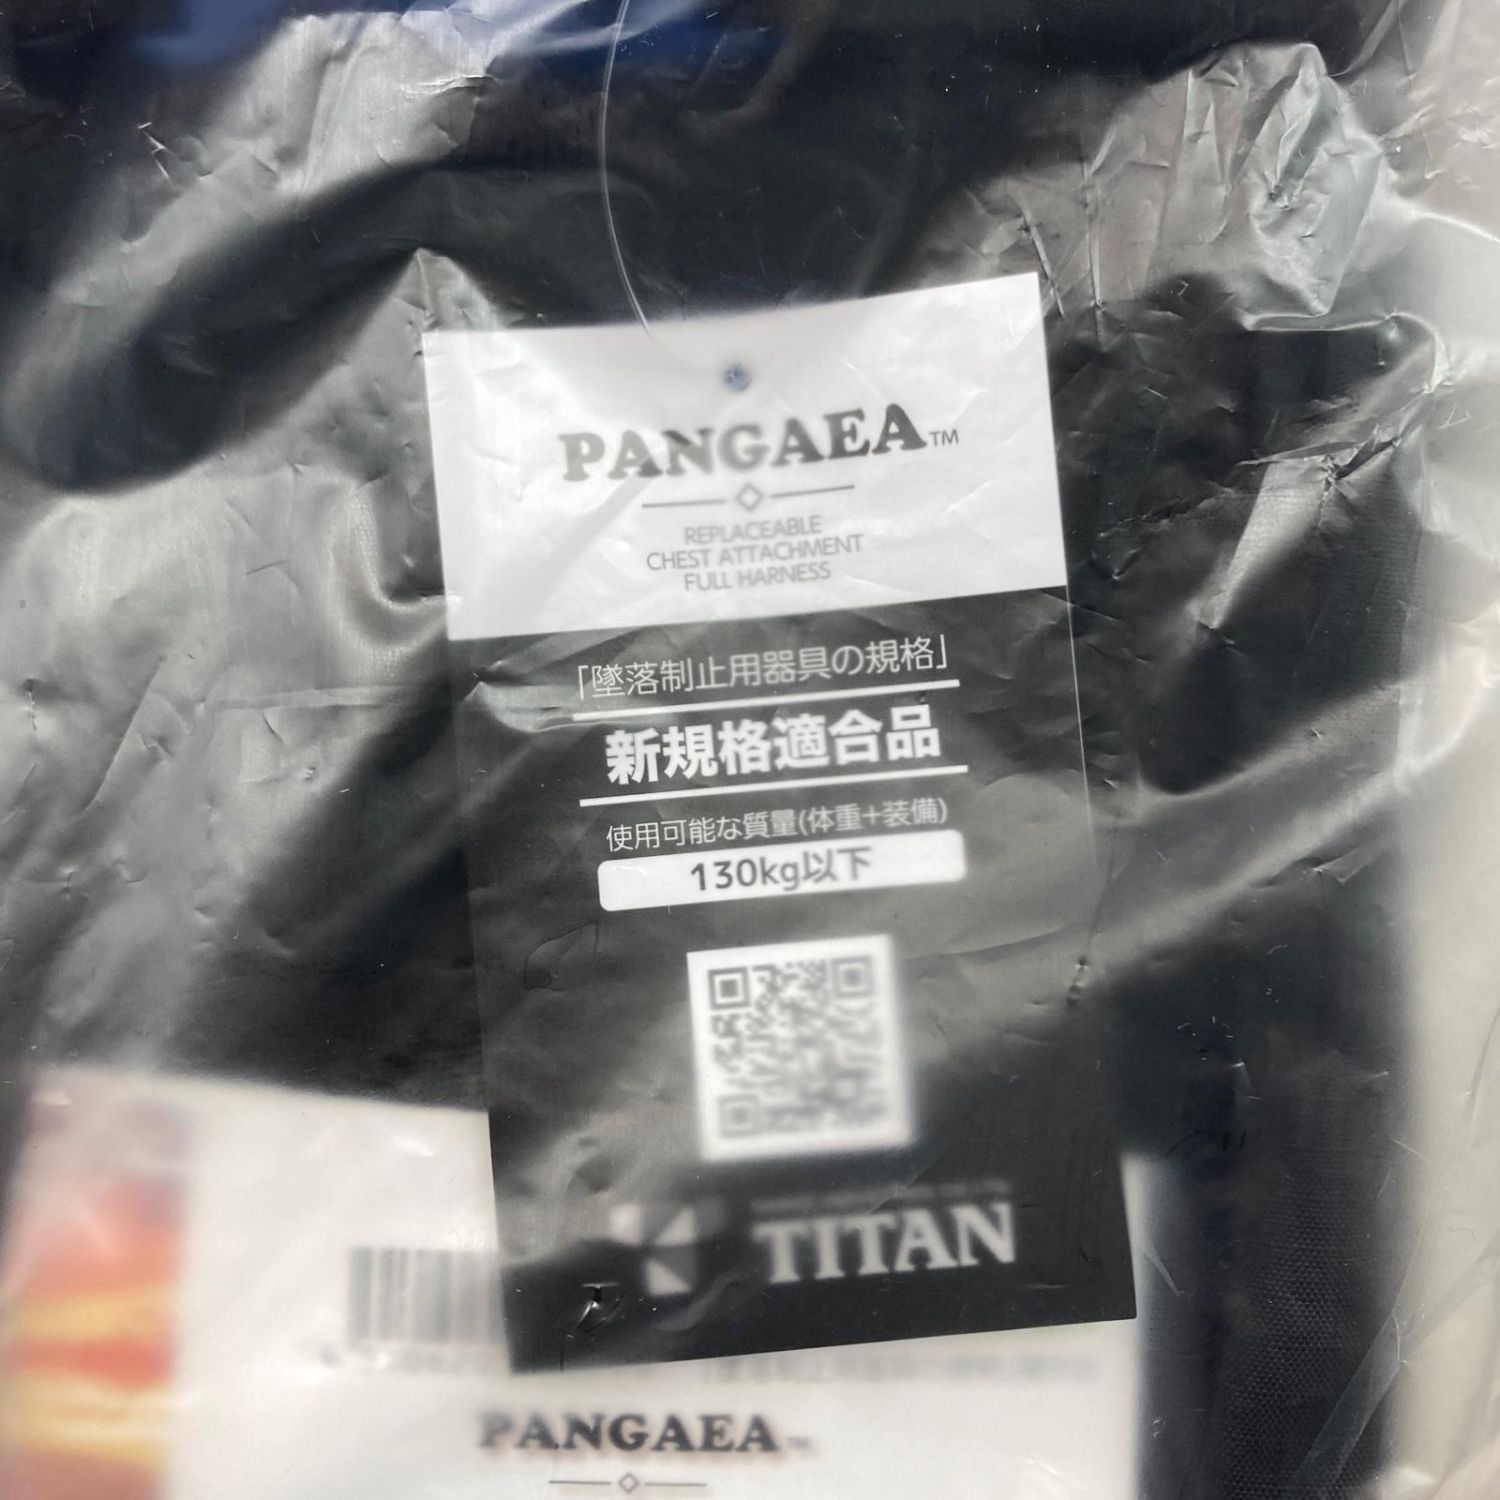 PANGAEA™
REPLACEABLE
CHEST ATTACHMENT
FULL HARNESS
「墜落制止用器具の規格」
新規格適合品
使用可能な質量(体重+装備)
130kg以下
TITAN
PANGAEA™